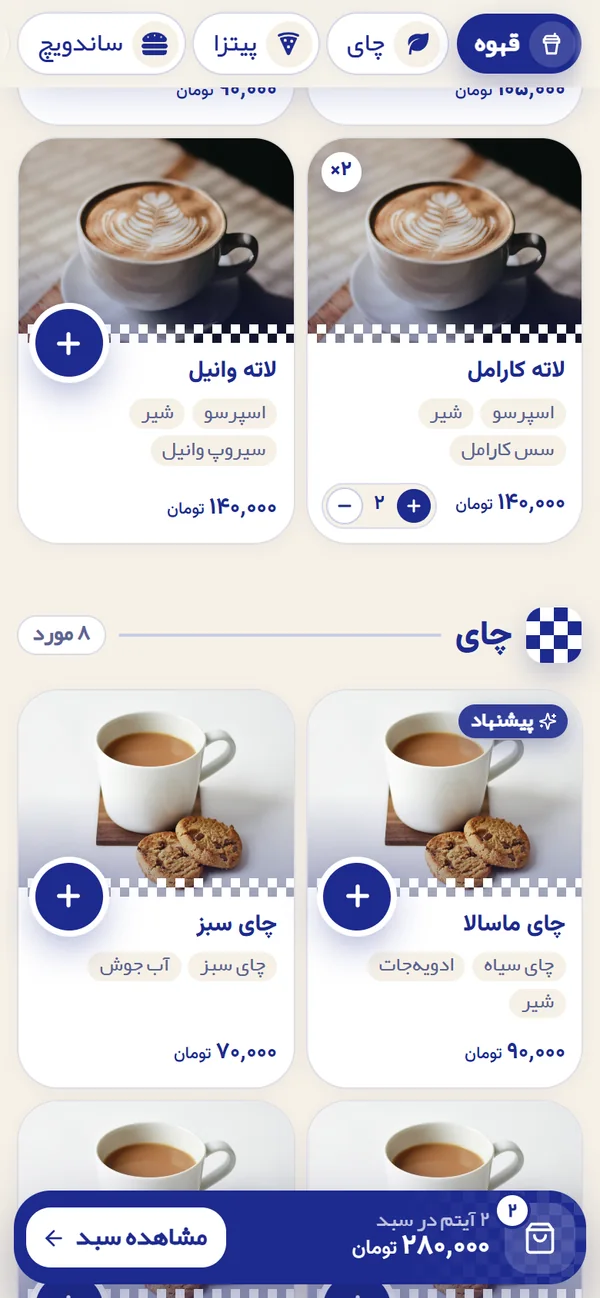 قهوه
چای
پیتزا
ساندویچ
۱۰۵,۰۰۰ تومان
۹۰,۰۰۰ تومان
×۲
لاته کارامل
اسپرسو
شیر
سس کارامل
۱۴۰,۰۰۰ تومان
+ ۲ −
لاته وانیل
اسپرسو
شیر
سیروپ وانیل
۱۴۰,۰۰۰ تومان
چای
۸ مورد
پیشنهاد
چای ماسالا
چای سیاه
ادویه‌جات
شیر
۹۰,۰۰۰ تومان
چای سبز
چای سبز
آب جوش
۷۰,۰۰۰ تومان
۲
۲ آیتم در سبد
۲۸۰,۰۰۰ تومان
مشاهده سبد ←